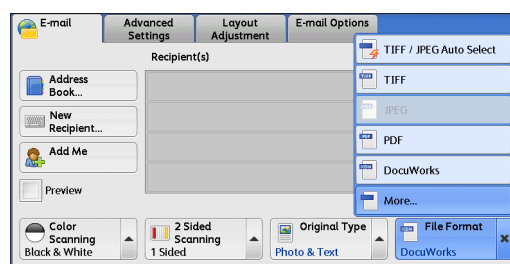 E-mail
Advanced
Settings
Layout
Adjustment
E-mail Options
Recipient(s)
Address
Book...
New
Recipient...
Add Me
Preview
TIFF / JPEG Auto Select
TIFF
JPEG
PDF
DocuWorks
More...
Color
Scanning
Black & White
2 Sided
Scanning
1 Sided
Original Type
Photo & Text
File Format
DocuWorks